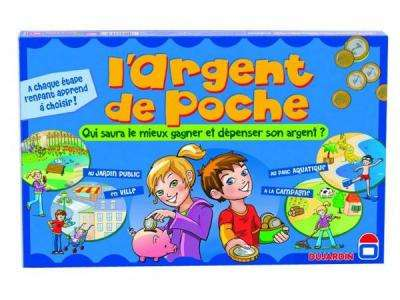 A chaque étape
l'enfant apprend
à choisir !
l'argent
de poche
Qui saura le mieux gagner et dépenser son argent ?
AU JARDIN PUBLIC
EN VILLE
AU PARC AQUATIQUE
A LA CAMPAGNE
DUJARDIN